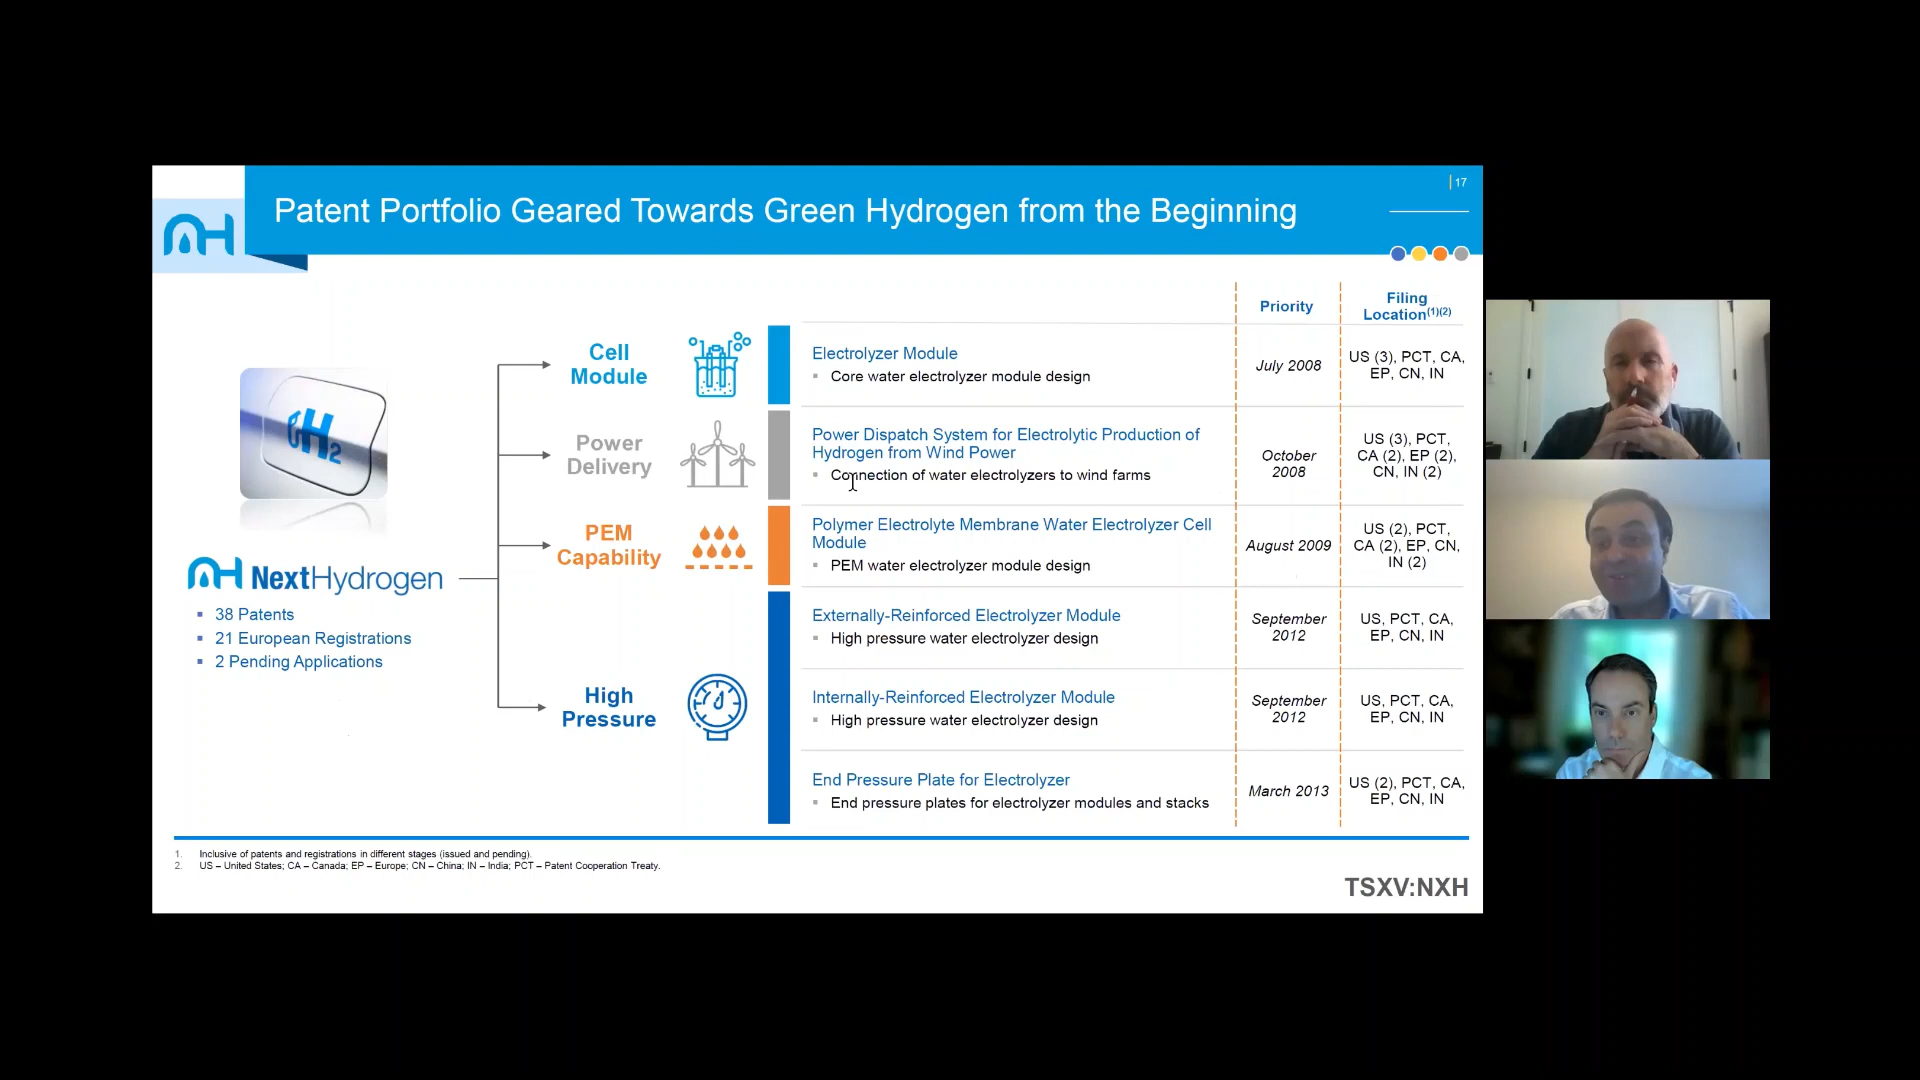 17
Patent Portfolio Geared Towards Green Hydrogen from the Beginning
Priority
Filing
Location(1)(2)
Cell
Module
Electrolyzer Module
Core water electrolyzer module design
July 2008
US (3), PCT, CA,
EP, CN, IN
Power
Delivery
Power Dispatch System for Electrolytic Production of
Hydrogen from Wind Power
Connection of water electrolyzers to wind farms
October
2008
US (3), PCT,
CA (2), EP (2),
CN, IN (2)
H2
PEM
Capability
Polymer Electrolyte Membrane Water Electrolyzer Cell
Module
PEM water electrolyzer module design
August 2009
US (2), PCT,
CA (2), EP, CN,
IN (2)
NextHydrogen
38 Patents
21 European Registrations
2 Pending Applications
High
Pressure
Externally-Reinforced Electrolyzer Module
High pressure water electrolyzer design
September
2012
US, PCT, CA,
EP, CN, IN
Internally-Reinforced Electrolyzer Module
High pressure water electrolyzer design
September
2012
US, PCT, CA,
EP, CN, IN
End Pressure Plate for Electrolyzer
End pressure plates for electrolyzer modules and stacks
March 2013
US (2), PCT, CA,
EP, CN, IN
1. Inclusive of patents and registrations in different stages (issued and pending).
2. US – United States; CA – Canada; EP – Europe; CN – China; IN – India; PCT – Patent Cooperation Treaty.
TSXV:NXH